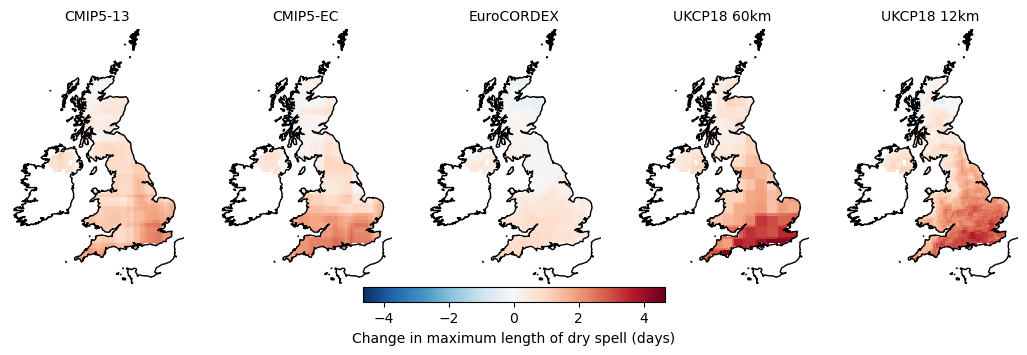 CMIP5-13
CMIP5-EC
EuroCORDEX
UKCP18 60km
UKCP18 12km
−4
−2
0
2
4
Change in maximum length of dry spell (days)